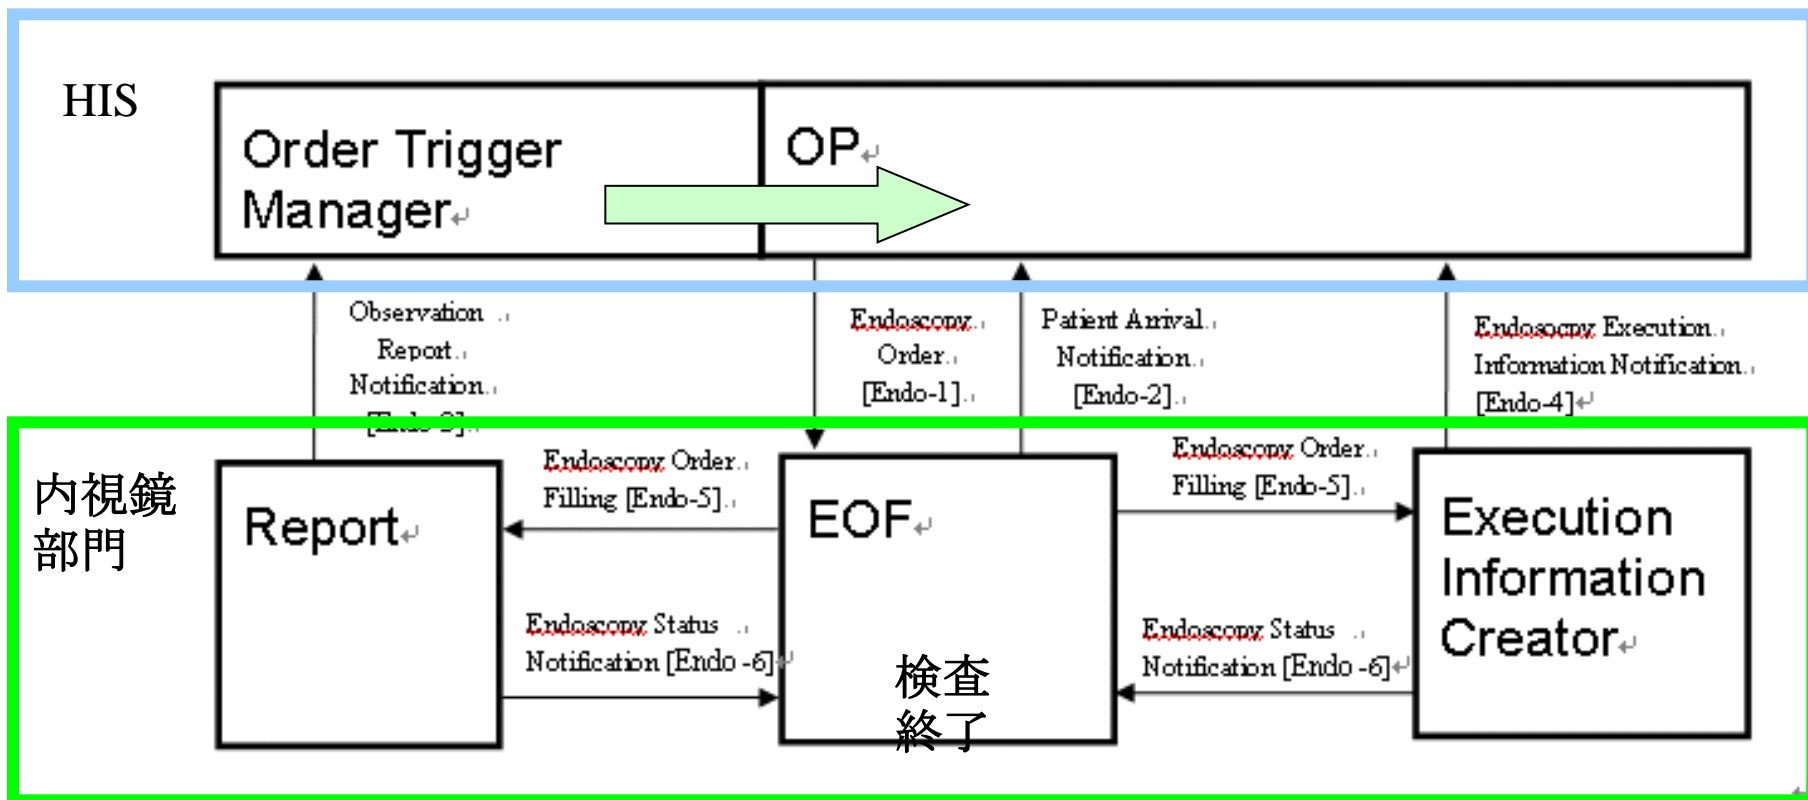 HIS
Order Trigger
Manager
OP
Observation
Report
Notification
Endoscopy
Order
[Endo-1]
Patient Arrival
Notification
[Endo-2]
Endosocpy Execution
Information Notification
[Endo-4]
内視鏡
部門
Report
Endoscopy Order
Filling [Endo-5]
Endoscopy Status
Notification [Endo -6]
EOF
検査
終了
Endoscopy Order
Filling [Endo-5]
Endoscopy Status
Notification [Endo -6]
Execution
Information
Creator